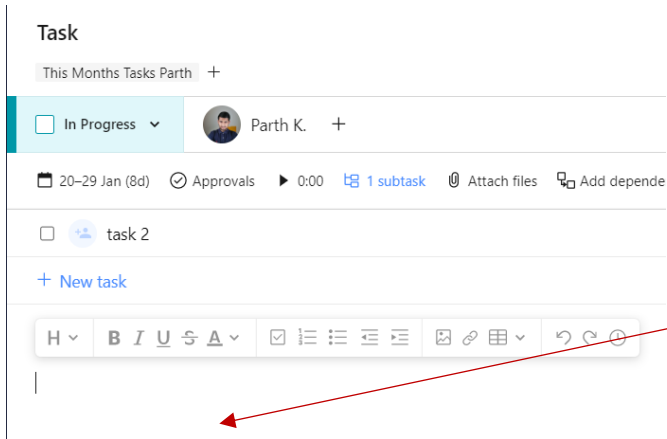 Task
This Months Tasks Parth +
In Progress
Parth K. +
20–29 Jan (8d) Approvals 0:00 1 subtask Attach files Add depende
task 2
+ New task
H B I U S A